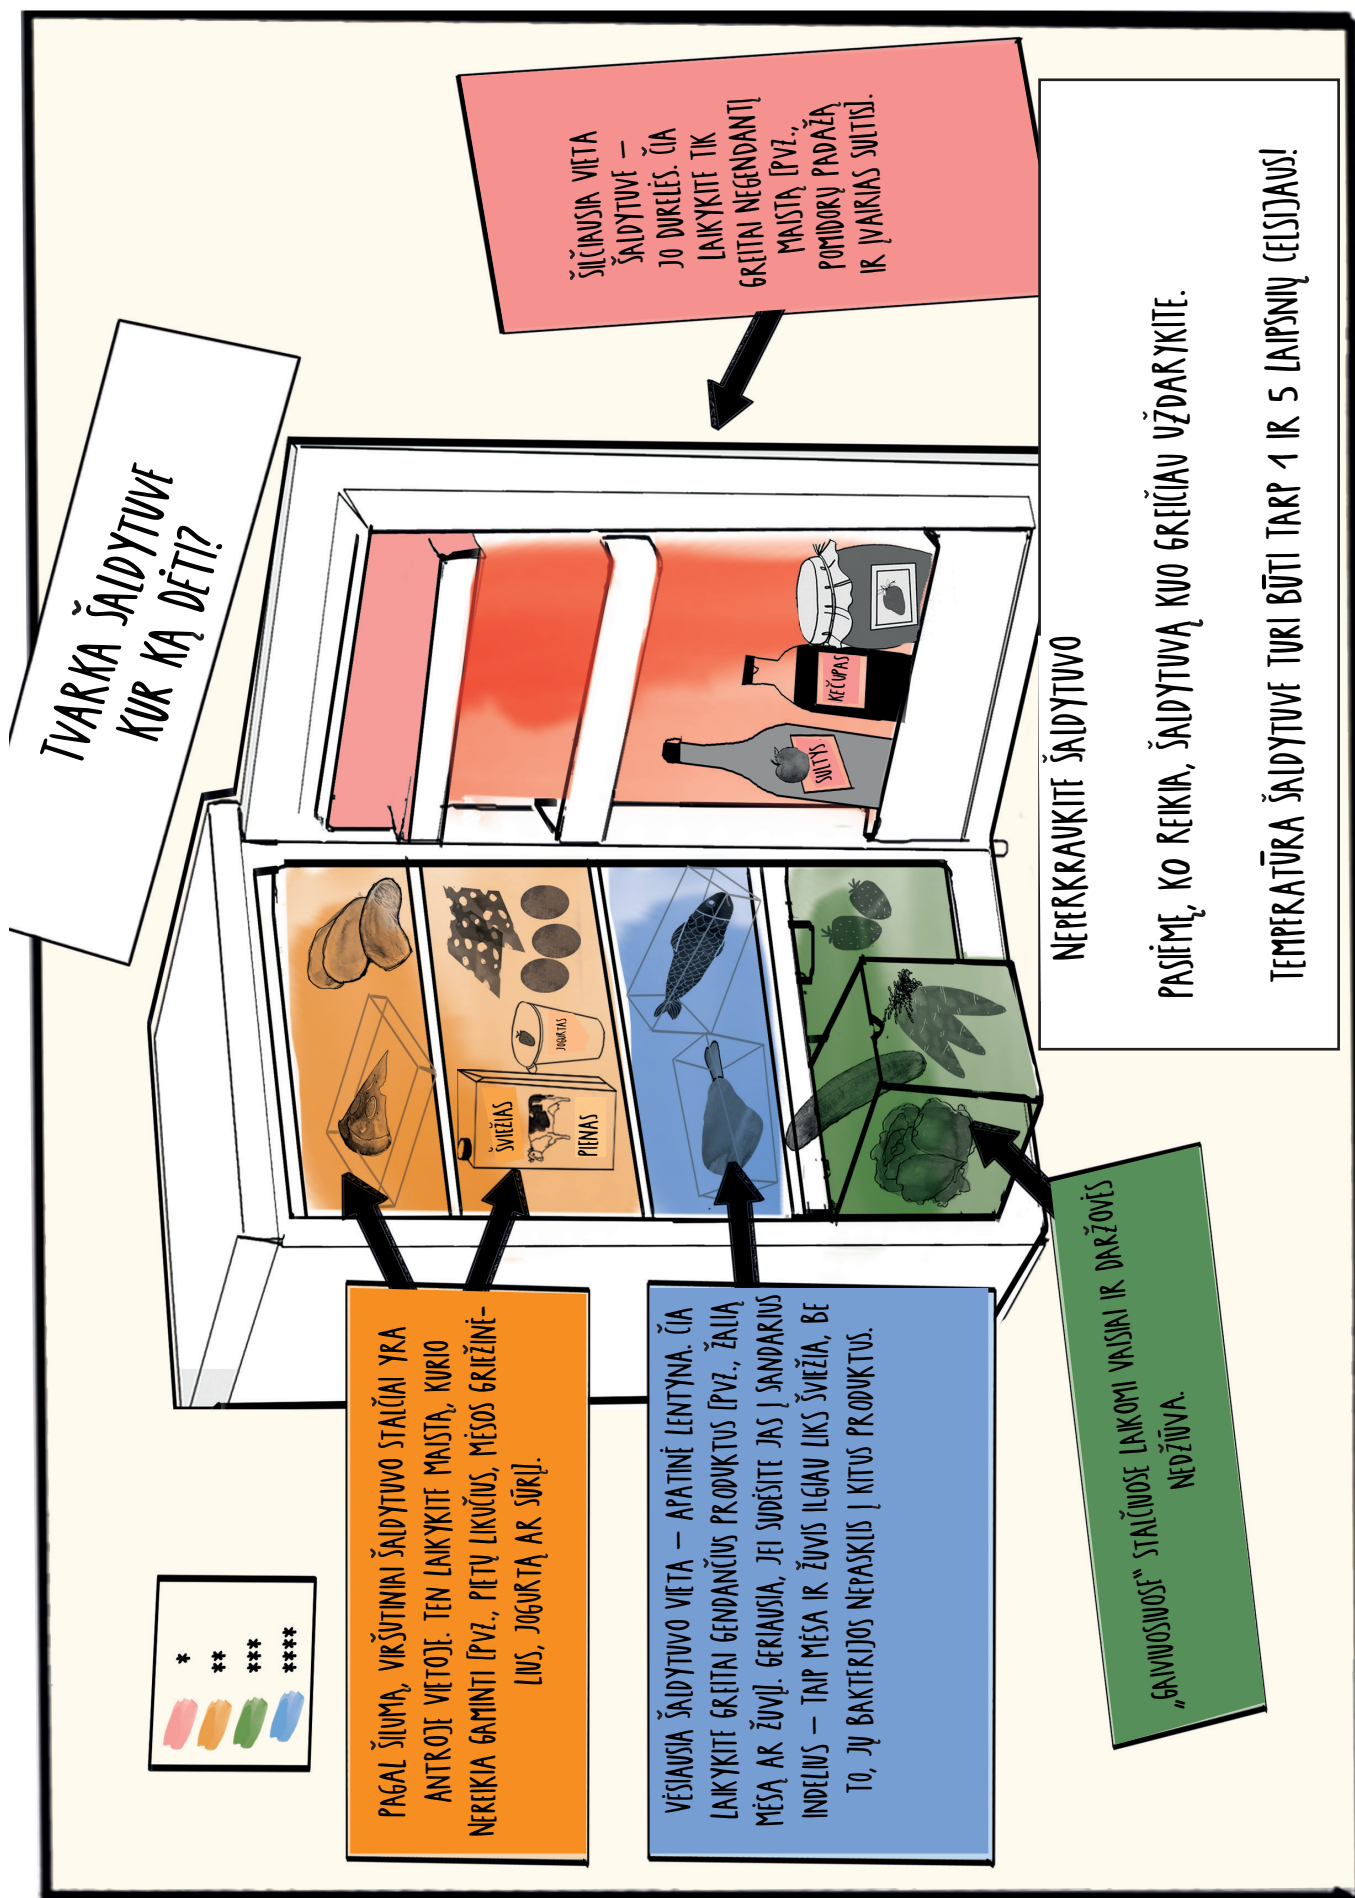 TVARKA ŠALDYTUVE
KUR KĄ DĖTI?
*
**
***
****
PAGAL ŠILUMĄ, VIRŠUTINIAI ŠALDYTUVO STALČIAI YRA
ANTROJE VIETOJE. TEN LAIKYKITE MAISTĄ, KURIO
NEREIKIA GAMINTI [PVZ., PIETŲ LIKUČIUS, MĖSOS GRIEŽINĖ-
LIUS, JOGURTĄ AR SŪRĮ].
VĖSIAUSIA ŠALDYTUVO VIETA – APATINĖ LENTYNA. ČIA
LAIKYKITE GREITAI GENDANČIUS PRODUKTUS [PVZ., ŽALIĄ
MĖSĄ AR ŽUVĮ]. GERIAUSIA, JEI SUDĖSITE JAS Į SANDARIUS
INDELIUS – TAIP MĖSA IR ŽUVIS ILGIAU LIKS ŠVIEŽIA, BE
TO, JŲ BAKTERIJOS NEPASKLIS Į KITUS PRODUKTUS.
„GAIVIUOSIUOSE“ STALČIUOSE LAIKOMI VAISIAI IR DARŽOVĖS
NEDŽIŪVA.
ŠVIEŽIAS
PIENAS
JOGURTAS
SULTYS
KEČUPAS
ŠILČIAUSIA VIETA
ŠALDYTUVE –
JO DURELĖS. ČIA
LAIKYKITE TIK
GREITAI NEGENDANTĮ
MAISTĄ [PVZ.,
POMIDORŲ PADAŽĄ
IR ĮVAIRIAS SULTIS].
NEPERKRAUKITE ŠALDYTUVO
PASIĖMĘ, KO REIKIA, ŠALDYTUVĄ KUO GREIČIAU UŽDARYKITE.
TEMPERATŪRA ŠALDYTUVE TURI BŪTI TARP 1 IR 5 LAIPSNIŲ CELSIJAUS!